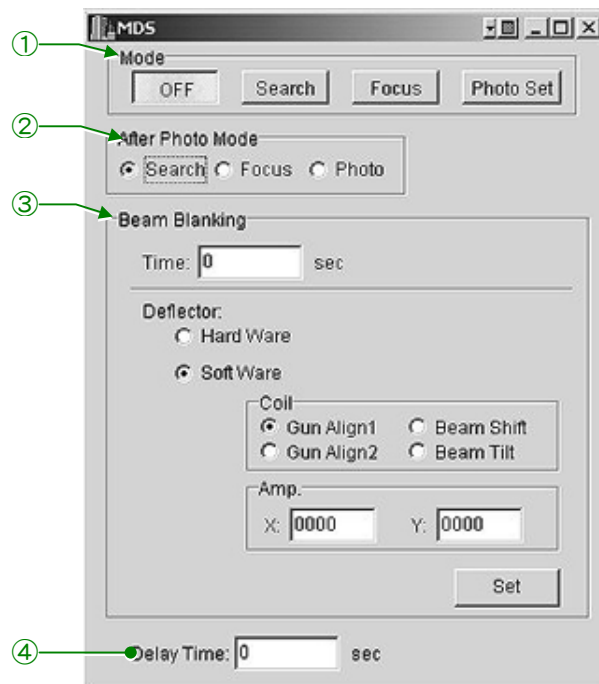 MDS
① Mode
OFF Search Focus Photo Set
② After Photo Mode
Search Focus Photo
③ Beam Blanking
Time: 0 sec
Deflector:
Hard Ware
Soft Ware
Coil
Gun Align1 Beam Shift
Gun Align2 Beam Tilt
Amp.
X: 0000 Y: 0000
Set
④ Delay Time: 0 sec